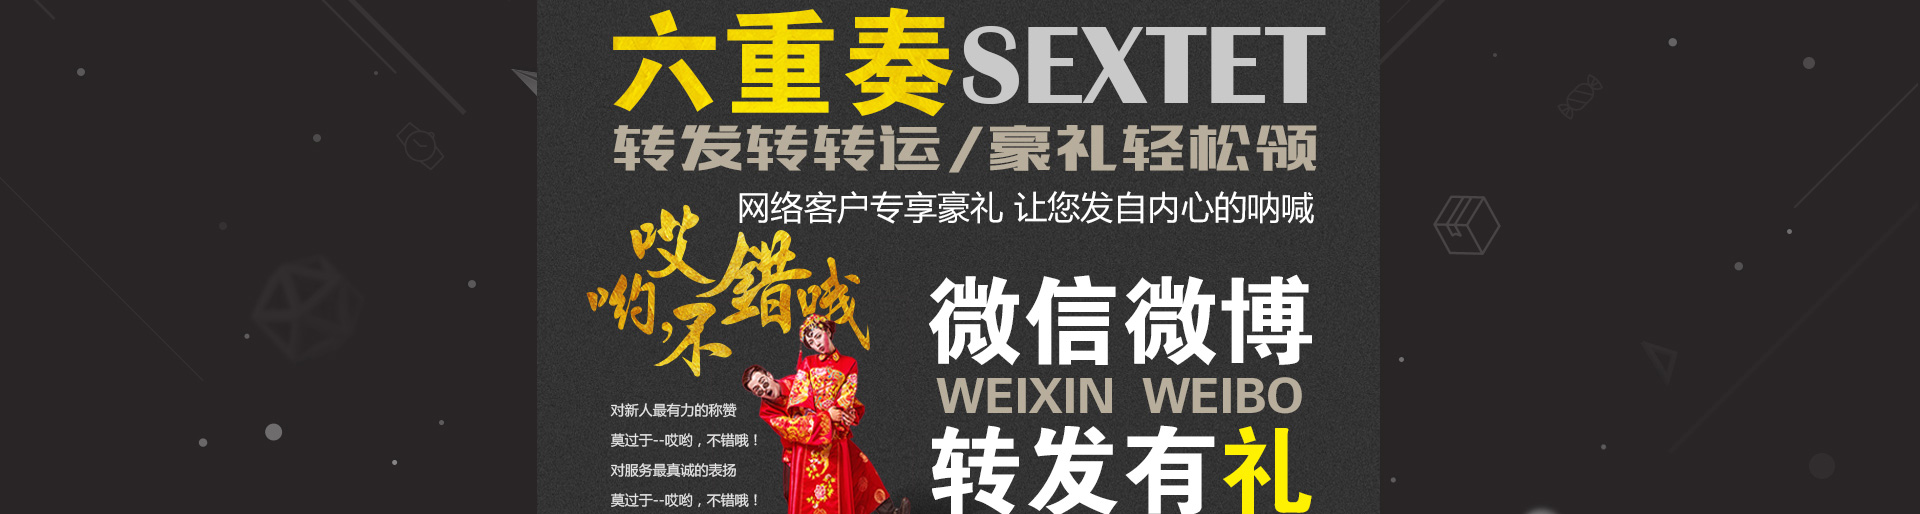 六重奏SEXTET
转发转转运/豪礼轻松领
网络客户专享豪礼 让您发自内心的呐喊
哎哟,不错哦
微信微博
WEIXIN WEIBO
转发有礼
对新人最有力的称赞
莫过于--哎哟，不错哦！
对服务最真诚的表扬
莫过于--哎哟，不错哦！